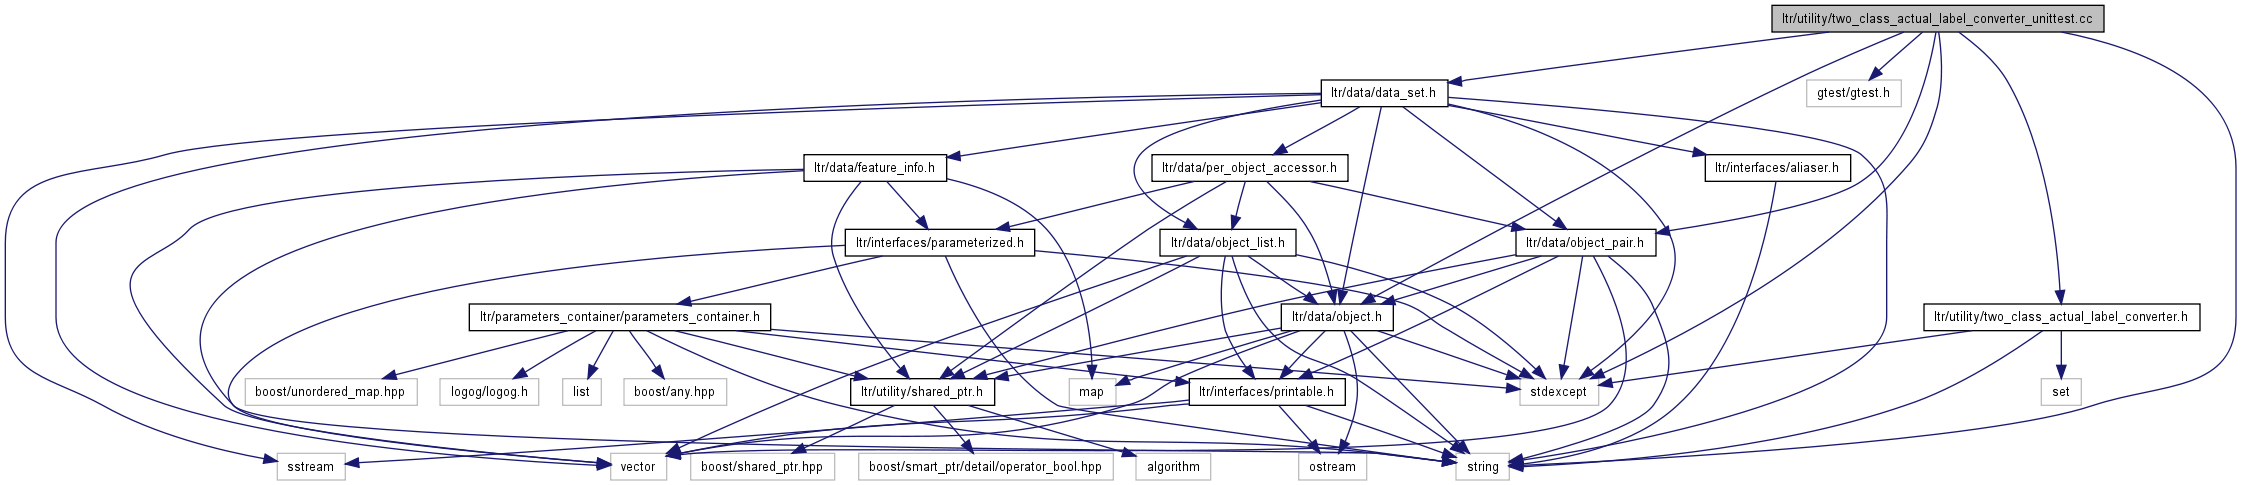 ltr/utility/two_class_actual_label_converter_unittest.cc
ltr/data/data_set.h
gtest/gtest.h
ltr/data/feature_info.h
ltr/data/per_object_accessor.h
ltr/interfaces/aliaser.h
ltr/interfaces/parameterized.h
ltr/data/object_list.h
ltr/data/object_pair.h
ltr/parameters_container/parameters_container.h
ltr/data/object.h
ltr/utility/two_class_actual_label_converter.h
boost/unordered_map.hpp
logog/logog.h
list
boost/any.hpp
ltr/utility/shared_ptr.h
map
ltr/interfaces/printable.h
stdexcept
set
sstream
vector
boost/shared_ptr.hpp
boost/smart_ptr/detail/operator_bool.hpp
algorithm
ostream
string